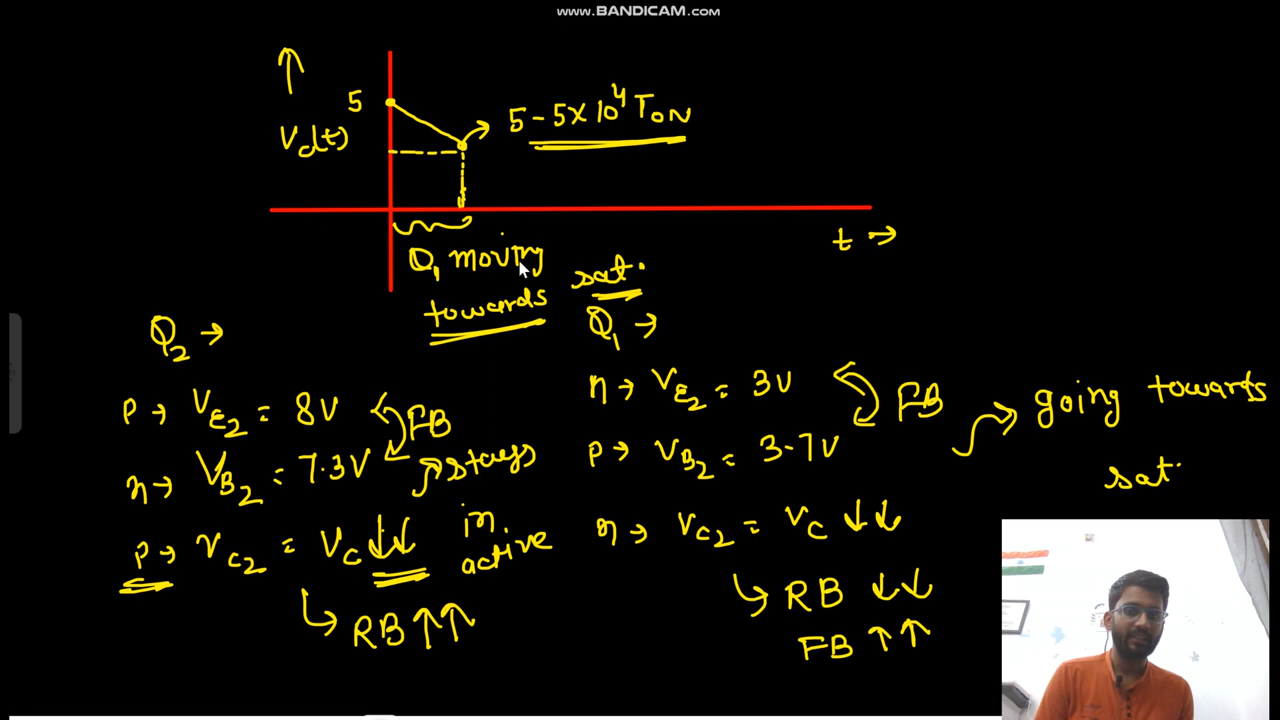 WWW.BANDICAM.COM
5
Vc(t)
5 - 5 × 10⁴ TON
t →
Q₁ moving
towards sat.
Q₂ →
P → VE₂ = 8V
n → VB₂ = 7.3V
FB
stays
in
active
P → VC₂ = VC ↓↓
↳ RB ↑↑
Q₁ →
n → VE₂ = 3V
P → VB₂ = 3.7V
FB
going towards
sat.
n → VC₂ = VC ↓↓
↳ RB ↓↓
FB ↑↑